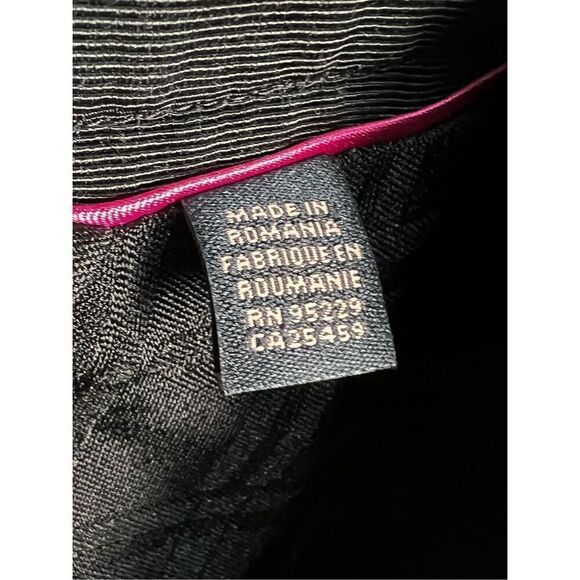 MADE IN
ROMANIA
FABRIQUE EN
ROUMANIE
RN 95229
CA25459